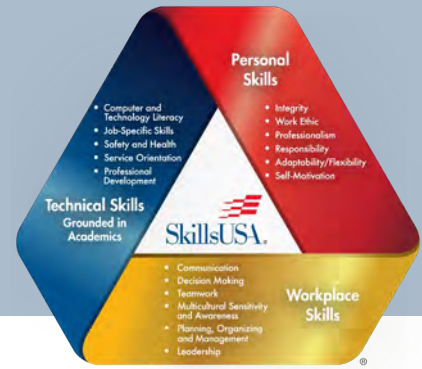 Personal
Skills
• Integrity
• Work Ethic
• Professionalism
• Responsibility
• Adaptability/Flexibility
• Self-Motivation
• Computer and
Technology Literacy
• Job-Specific Skills
• Safety and Health
• Service Orientation
• Professional
Development
Technical Skills
Grounded in
Academics
SkillsUSA®
• Communication
• Decision Making
• Teamwork
• Multicultural Sensitivity
and Awareness
• Planning, Organizing
and Management
• Leadership
Workplace
Skills
®